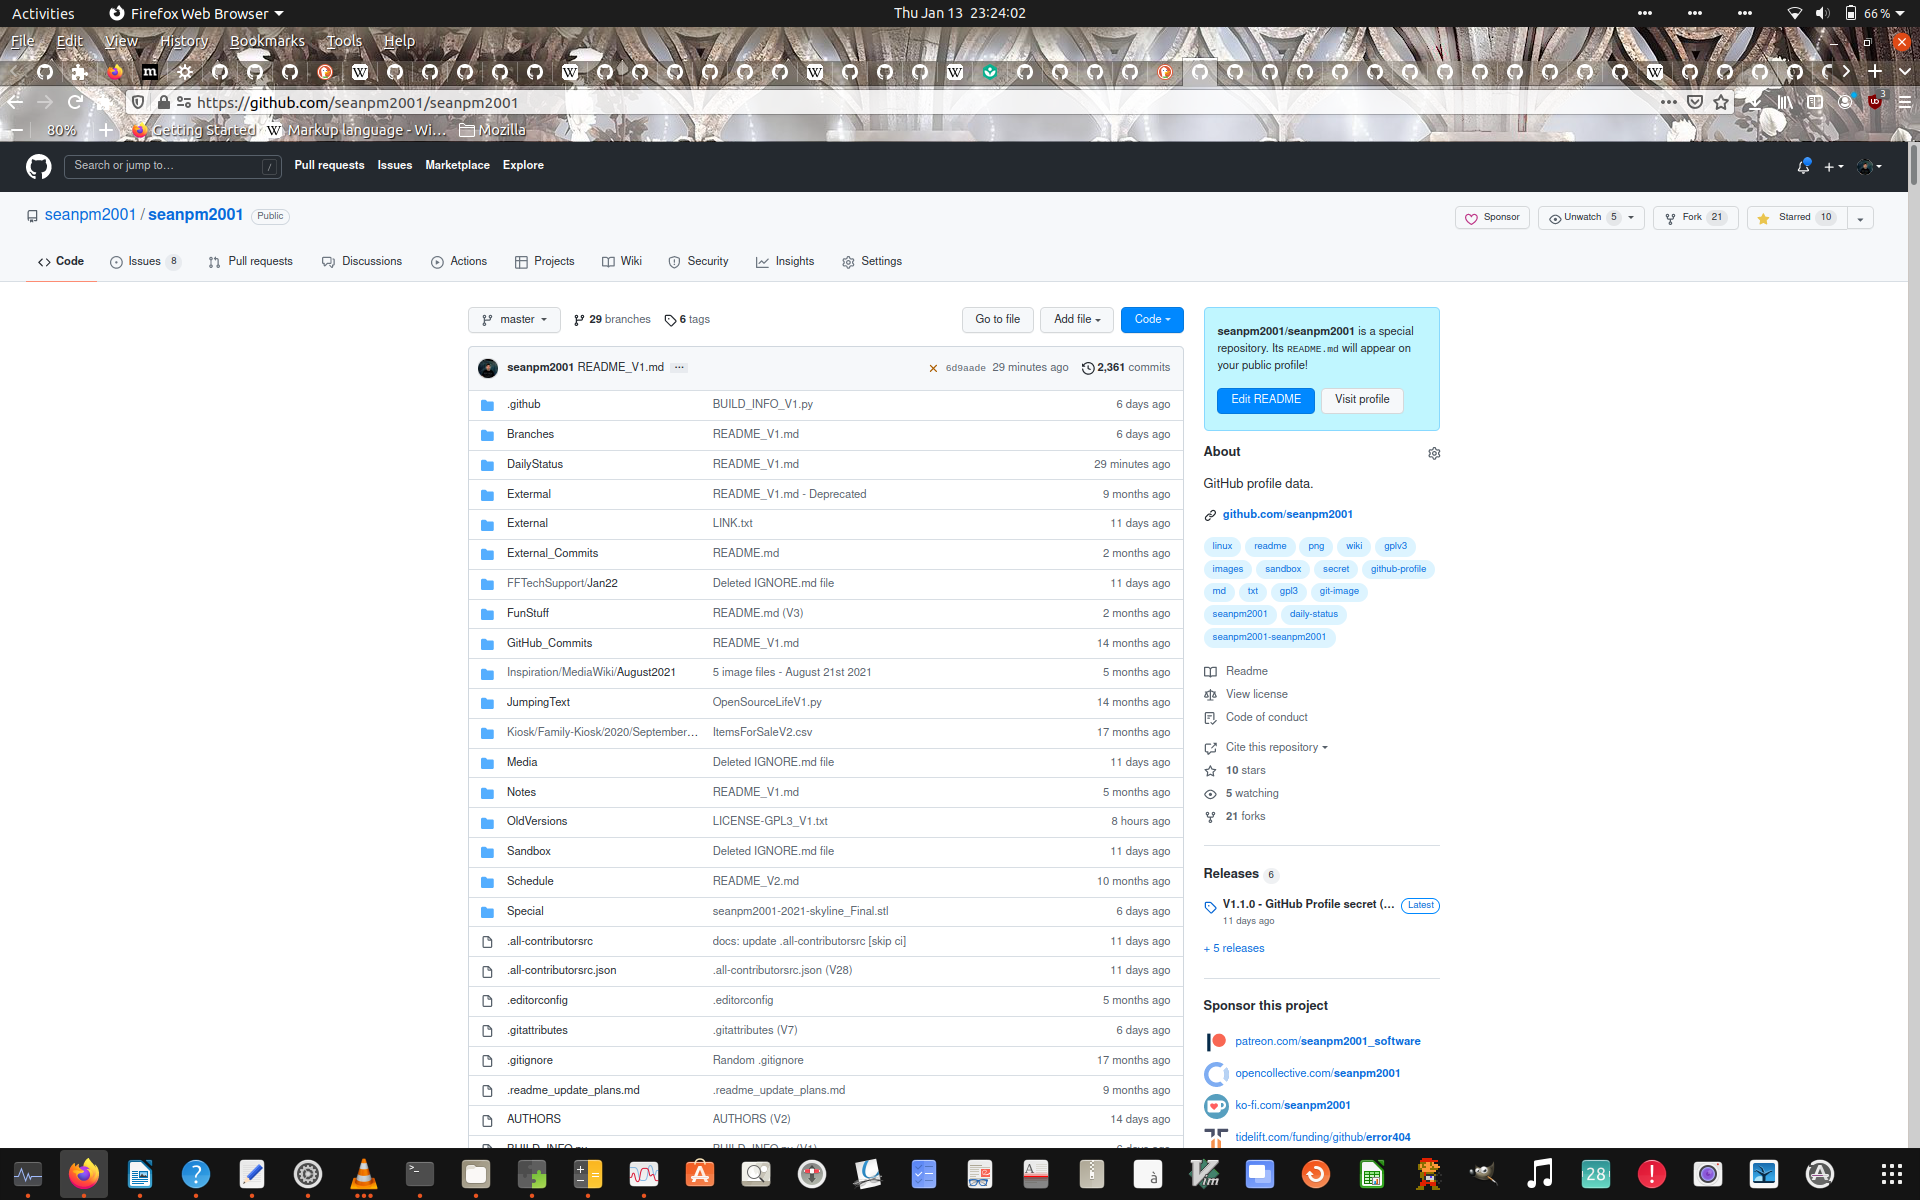 Activities
Firefox Web Browser
Thu Jan 13 23:24:02
66 %
File Edit View History Bookmarks Tools Help
https://github.com/seanpm2001/seanpm2001
3
80%
Getting Started
Markup language - Wi…
Mozilla
Search or jump to…
/
Pull requests Issues Marketplace Explore
seanpm2001 / seanpm2001 Public
Sponsor
Unwatch 5
Fork 21
Starred 10
Code
Issues 8
Pull requests
Discussions
Actions
Projects
Wiki
Security
Insights
Settings
master
29 branches
6 tags
Go to file
Add file
Code
seanpm2001 README_V1.md
6d9aade 29 minutes ago
2,361 commits
.github BUILD_INFO_V1.py 6 days ago
Branches README_V1.md 6 days ago
DailyStatus README_V1.md 29 minutes ago
Extermal README_V1.md - Deprecated 9 months ago
External LINK.txt 11 days ago
External_Commits README.md 2 months ago
FFTechSupport/Jan22 Deleted IGNORE.md file 11 days ago
FunStuff README.md (V3) 2 months ago
GitHub_Commits README_V1.md 14 months ago
Inspiration/MediaWiki/August2021 5 image files - August 21st 2021 5 months ago
JumpingText OpenSourceLifeV1.py 14 months ago
Kiosk/Family-Kiosk/2020/September… ItemsForSaleV2.csv 17 months ago
Media Deleted IGNORE.md file 11 days ago
Notes README_V1.md 5 months ago
OldVersions LICENSE-GPL3_V1.txt 8 hours ago
Sandbox Deleted IGNORE.md file 11 days ago
Schedule README_V2.md 10 months ago
Special seanpm2001-2021-skyline_Final.stl 6 days ago
.all-contributorsrc docs: update .all-contributorsrc [skip ci] 11 days ago
.all-contributorsrc.json .all-contributorsrc.json (V28) 11 days ago
.editorconfig .editorconfig 5 months ago
.gitattributes .gitattributes (V7) 6 days ago
.gitignore Random .gitignore 17 months ago
.readme_update_plans.md .readme_update_plans.md 9 months ago
AUTHORS AUTHORS (V2) 14 days ago
seanpm2001/seanpm2001 is a special
repository. Its README.md will appear on
your public profile!
Edit README
Visit profile
About
GitHub profile data.
github.com/seanpm2001
linux readme png wiki gplv3
images sandbox secret github-profile
md txt gpl3 git-image
seanpm2001 daily-status
seanpm2001-seanpm2001
Readme
View license
Code of conduct
Cite this repository
10 stars
5 watching
21 forks
Releases 6
V1.1.0 - GitHub Profile secret (… Latest
11 days ago
+ 5 releases
Sponsor this project
patreon.com/seanpm2001_software
opencollective.com/seanpm2001
ko-fi.com/seanpm2001
tidelift.com/funding/github/error404
28